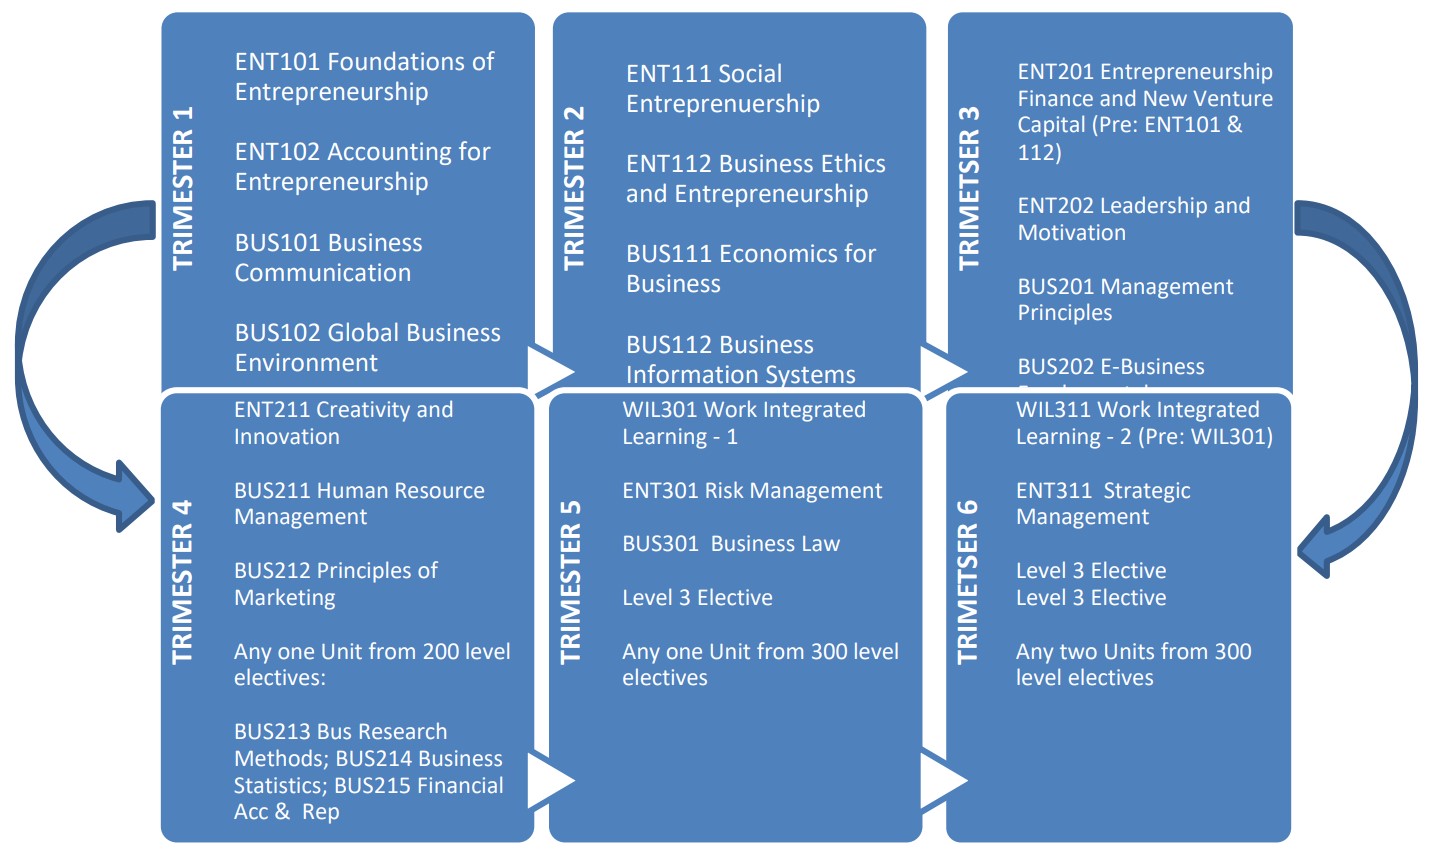 TRIMESTER 1
ENT101 Foundations of
Entrepreneurship
ENT102 Accounting for
Entrepreneurship
BUS101 Business
Communication
BUS102 Global Business
Environment
TRIMESTER 2
ENT111 Social
Entreprenuership
ENT112 Business Ethics
and Entrepreneurship
BUS111 Economics for
Business
BUS112 Business
Information Systems
TRIMETSER 3
ENT201 Entrepreneurship
Finance and New Venture
Capital (Pre: ENT101 &
112)
ENT202 Leadership and
Motivation
BUS201 Management
Principles
BUS202 E-Business
TRIMESTER 4
ENT211 Creativity and
Innovation
BUS211 Human Resource
Management
BUS212 Principles of
Marketing
Any one Unit from 200 level
electives:
BUS213 Bus Research
Methods; BUS214 Business
Statistics; BUS215 Financial
Acc & Rep
TRIMESTER 5
WIL301 Work Integrated
Learning - 1
ENT301 Risk Management
BUS301 Business Law
Level 3 Elective
Any one Unit from 300 level
electives
TRIMETSER 6
WIL311 Work Integrated
Learning - 2 (Pre: WIL301)
ENT311 Strategic
Management
Level 3 Elective
Level 3 Elective
Any two Units from 300
level electives